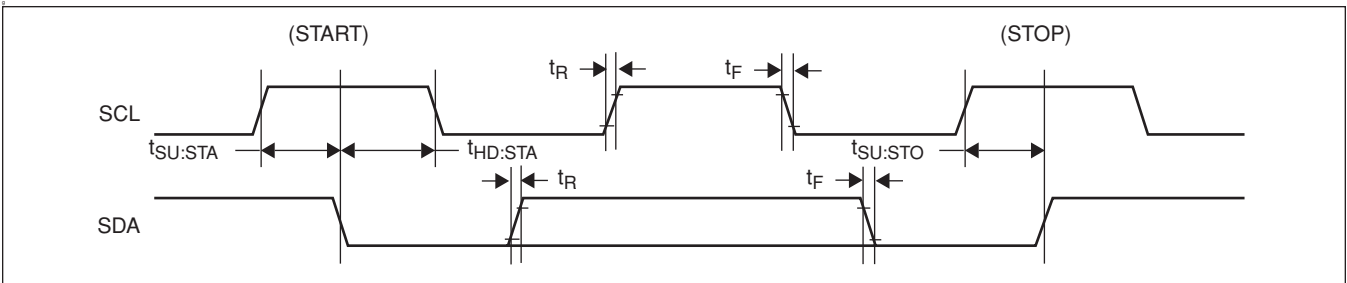 (START) (STOP)
tR tF
SCL
tSU:STA tHD:STA tSU:STO
tR tF
SDA